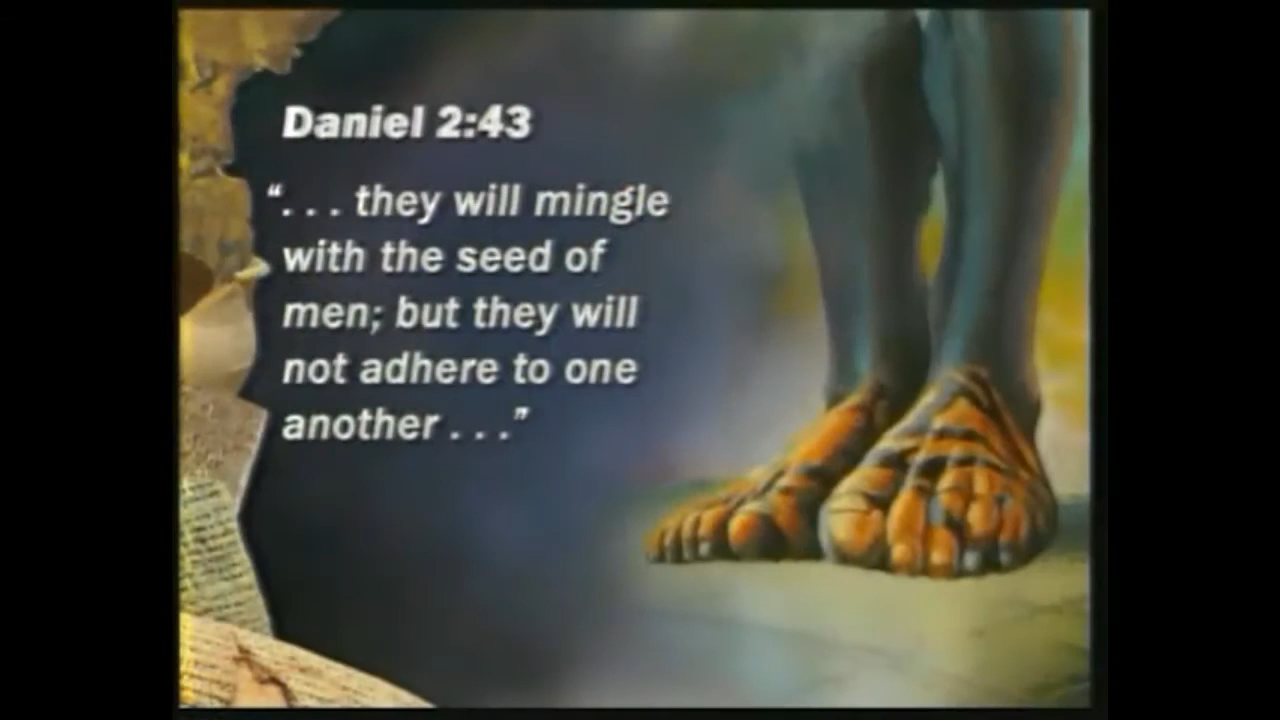 Daniel 2:43
“. . . they will mingle
with the seed of
men; but they will
not adhere to one
another . . .”